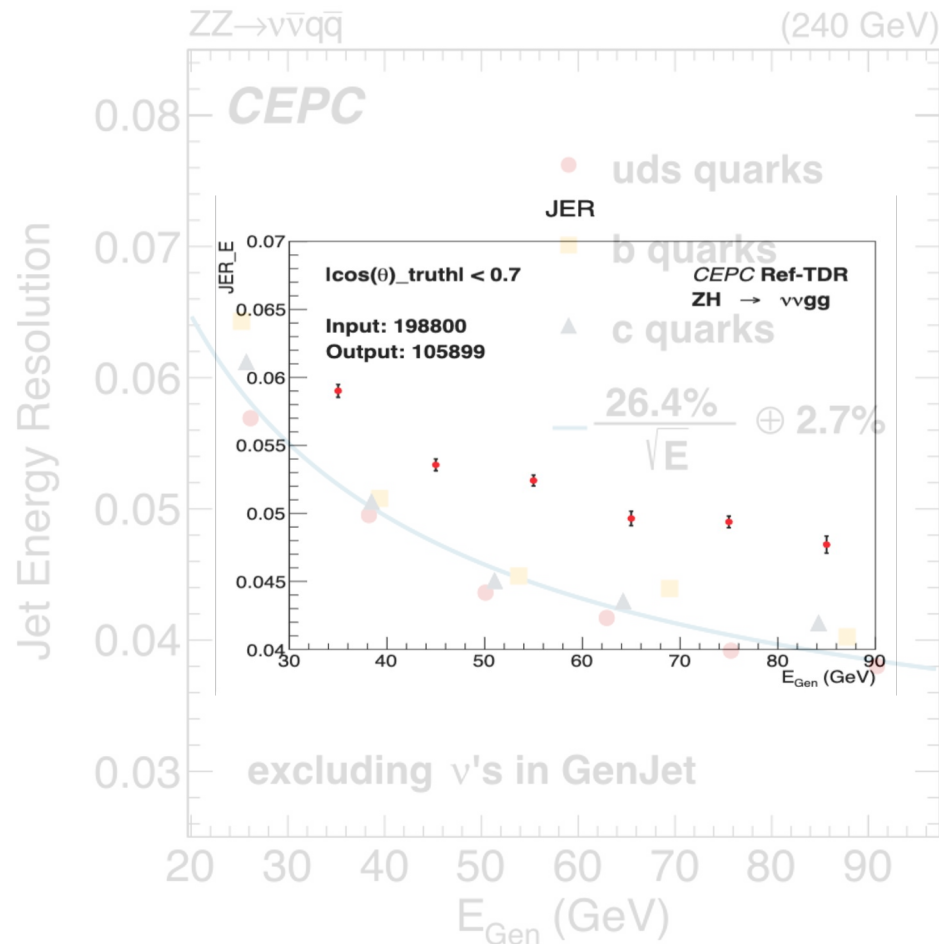 ZZ→νν̄qq̄ (240 GeV)
CEPC
uds quarks
b quarks
c quarks
26.4%
√E
⊕ 2.7%
excluding ν's in GenJet
Jet Energy Resolution
0.08
0.07
0.06
0.05
0.04
0.03
20 30 40 50 60 70 80 90
E_Gen (GeV)
JER
JER_E
|cos(θ)_truth| < 0.7
Input: 198800
Output: 105899
CEPC Ref-TDR
ZH → ννgg
0.07
0.065
0.06
0.055
0.05
0.045
0.04
30 40 50 60 70 80 90
E_Gen (GeV)